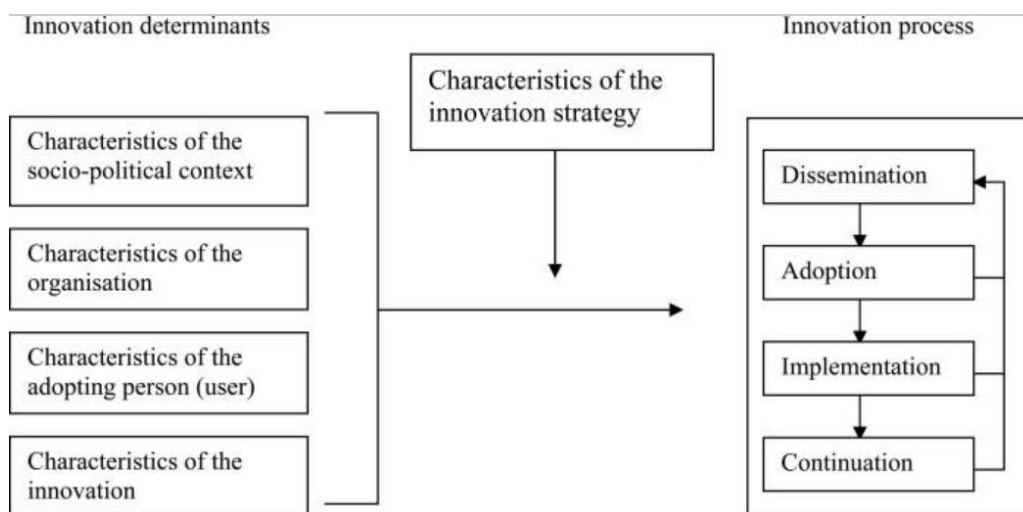 Innovation determinants
Innovation process
Characteristics of the
innovation strategy
Characteristics of the
socio-political context
Characteristics of the
organisation
Characteristics of the
adopting person (user)
Characteristics of the
innovation
Dissemination
Adoption
Implementation
Continuation